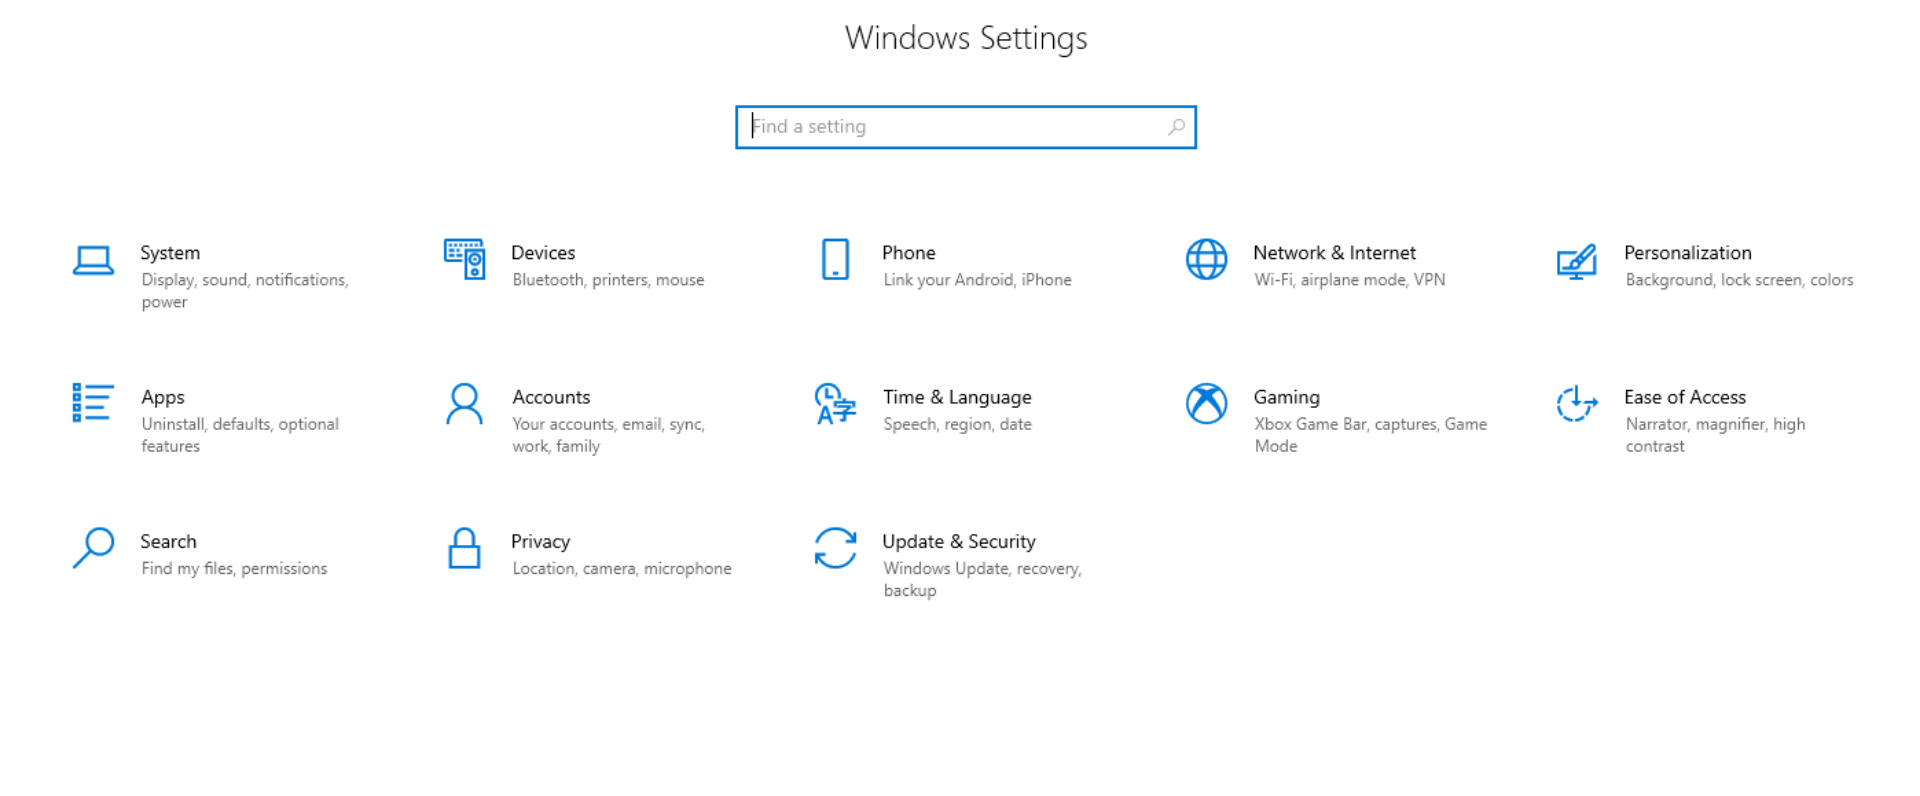 Windows Settings
Find a setting
System
Display, sound, notifications,
power
Devices
Bluetooth, printers, mouse
Phone
Link your Android, iPhone
Network & Internet
Wi-Fi, airplane mode, VPN
Personalization
Background, lock screen, colors
Apps
Uninstall, defaults, optional
features
Accounts
Your accounts, email, sync,
work, family
Time & Language
Speech, region, date
Gaming
Xbox Game Bar, captures, Game
Mode
Ease of Access
Narrator, magnifier, high
contrast
Search
Find my files, permissions
Privacy
Location, camera, microphone
Update & Security
Windows Update, recovery,
backup